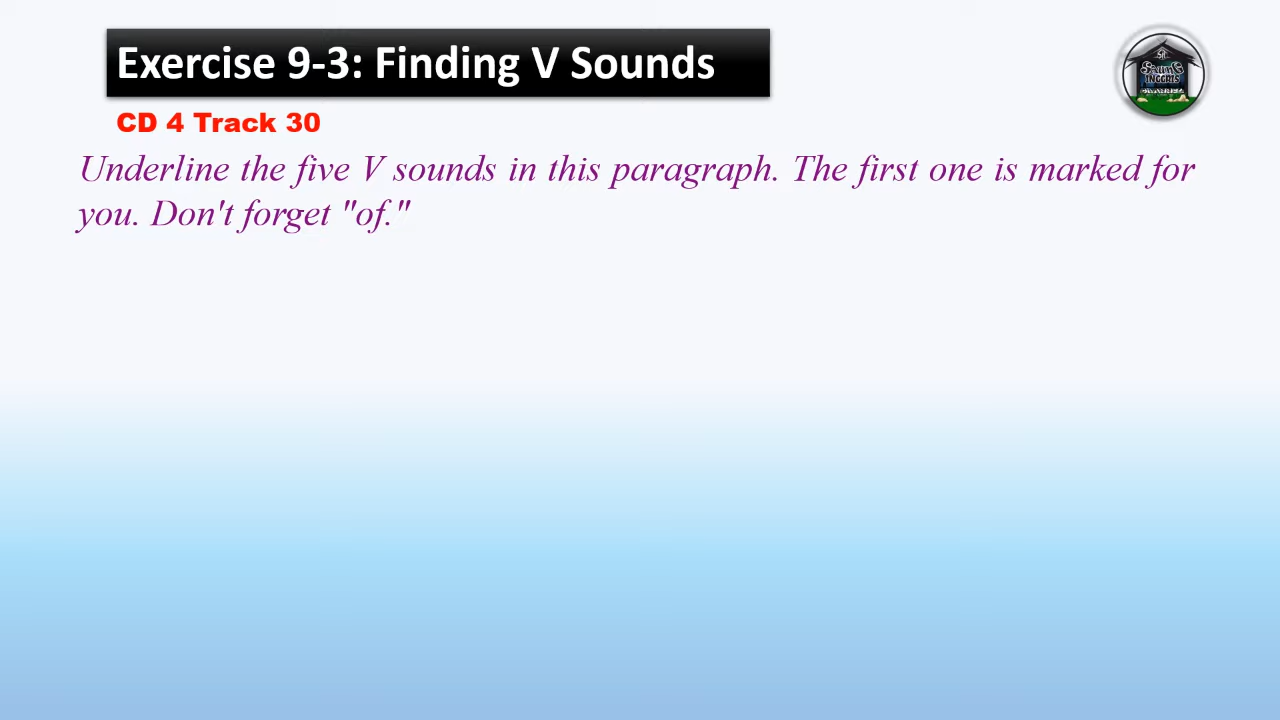 Exercise 9-3: Finding V Sounds
CD 4 Track 30
Underline the five V sounds in this paragraph. The first one is marked for
you. Don't forget "of."
INGGRIS